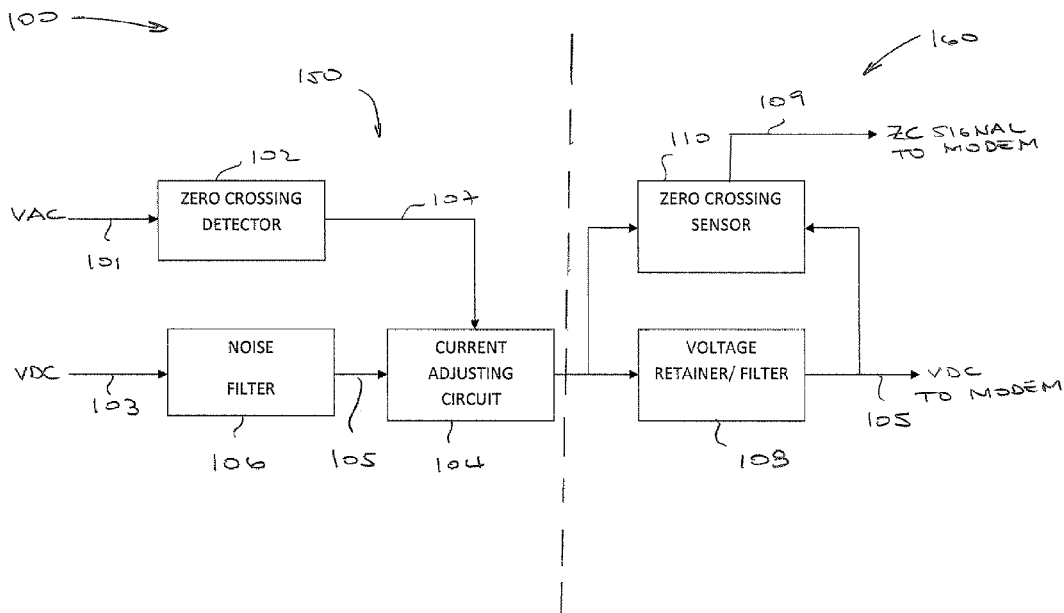 100
160
150
109
ZC SIGNAL
TO MODEM
110
102
ZERO CROSSING
DETECTOR
107
ZERO CROSSING
SENSOR
VAC
101
NOISE
FILTER
CURRENT
ADJUSTING
CIRCUIT
VOLTAGE
RETAINER/ FILTER
VDC
103
105
VDC
TO MODEM
105
106
104
108